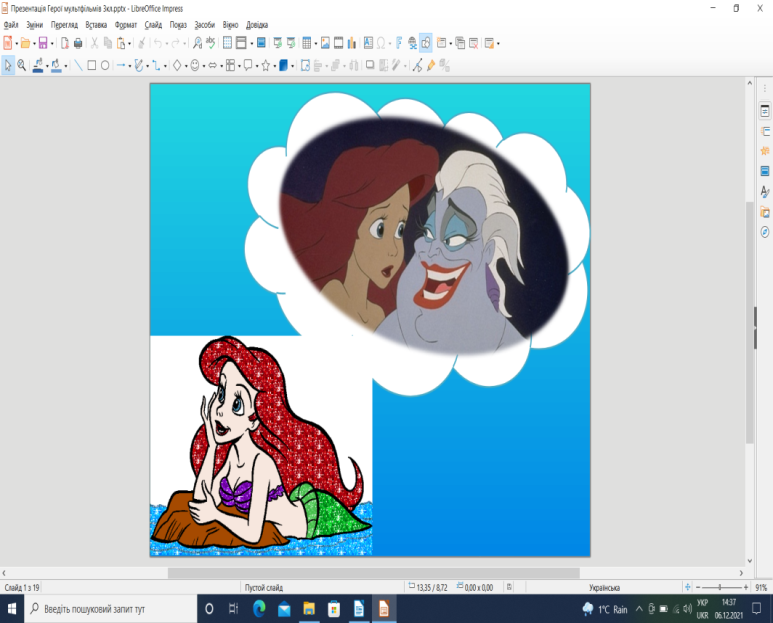 Презентація Герої мультфільмів 3кл.pptx - LibreOffice Impress
Файл Зміни Перегляд Вставка Формат Слайд Показ Засоби Вікно Довідка
Слайд 1 з 19 Пустой слайд 13,35 / 8,72 0,00 x 0,00 Українська 91%
Введіть пошуковий запит тут 1°C Rain УКР 14:37
UKR 06.12.2021